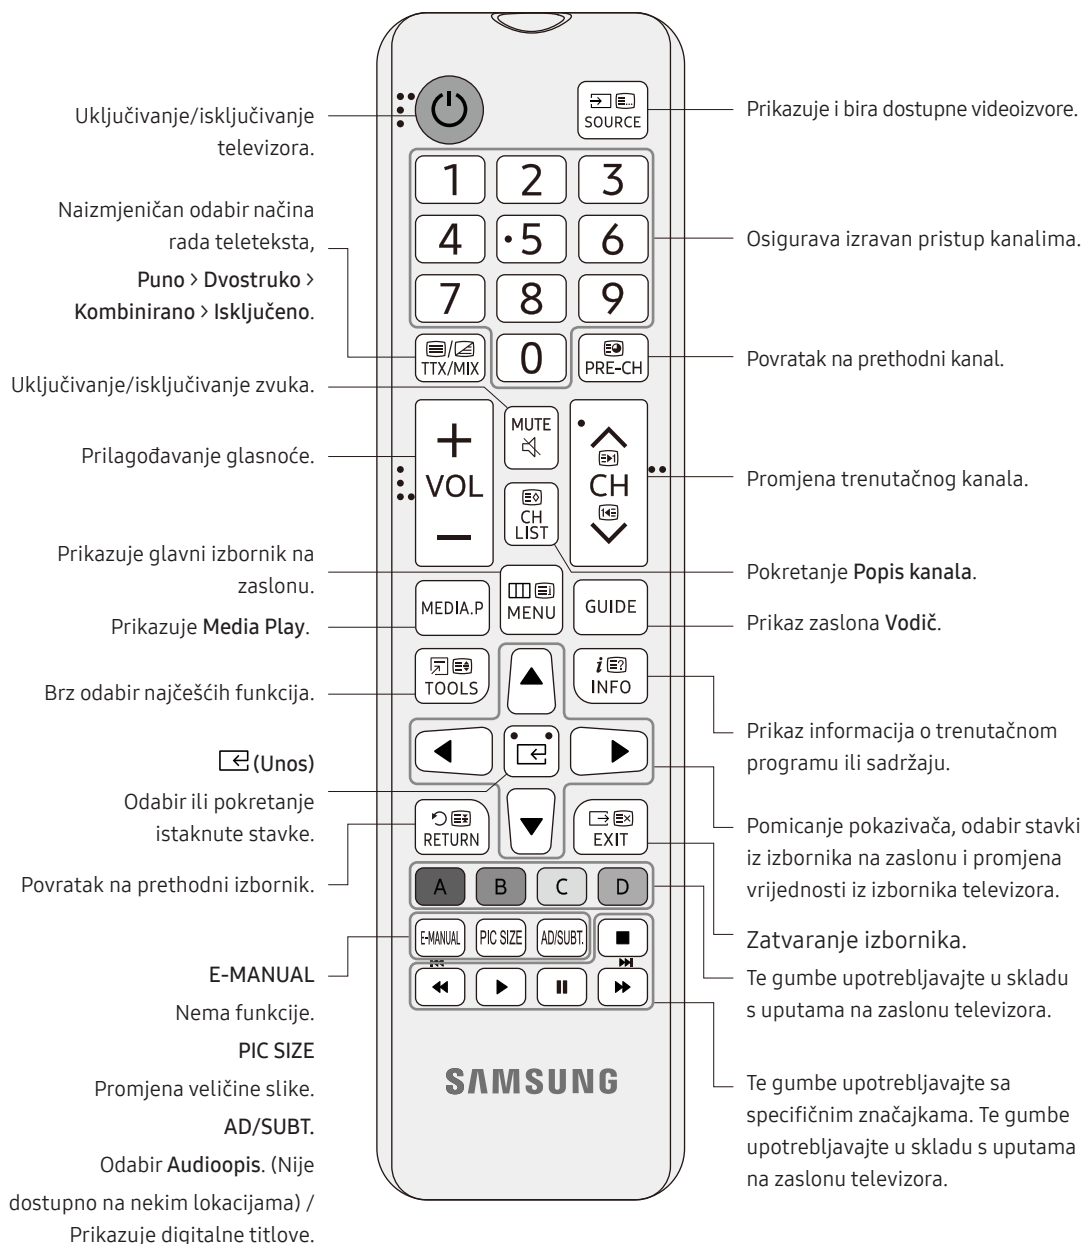 Uključivanje/isključivanje
televizora.
Naizmjeničan odabir načina
rada teleteksta,
Puno > Dvostruko >
Kombinirano > Isključeno.
Uključivanje/isključivanje zvuka.
Prilagođavanje glasnoće.
Prikazuje glavni izbornik na
zaslonu.
Prikazuje Media Play.
Brz odabir najčešćih funkcija.
(Unos)
Odabir ili pokretanje
istaknute stavke.
Povratak na prethodni izbornik.
E-MANUAL
Nema funkcije.
PIC SIZE
Promjena veličine slike.
AD/SUBT.
Odabir Audioopis. (Nije
dostupno na nekim lokacijama) /
Prikazuje digitalne titlove.
SOURCE
1 2 3
4 5 6
7 8 9
TTX/MIX 0 PRE-CH
MUTE
+
VOL
—
CH
CH
LIST
MEDIA.P MENU GUIDE
TOOLS INFO
RETURN EXIT
A B C D
E-MANUAL PIC SIZE AD/SUBT.
SAMSUNG
Prikazuje i bira dostupne videoizvore.
Osigurava izravan pristup kanalima.
Povratak na prethodni kanal.
Promjena trenutačnog kanala.
Pokretanje Popis kanala.
Prikaz zaslona Vodič.
Prikaz informacija o trenutačnom
programu ili sadržaju.
Pomicanje pokazivača, odabir stavki
iz izbornika na zaslonu i promjena
vrijednosti iz izbornika televizora.
Zatvaranje izbornika.
Te gumbe upotrebljavajte u skladu
s uputama na zaslonu televizora.
Te gumbe upotrebljavajte sa
specifičnim značajkama. Te gumbe
upotrebljavajte u skladu s uputama
na zaslonu televizora.